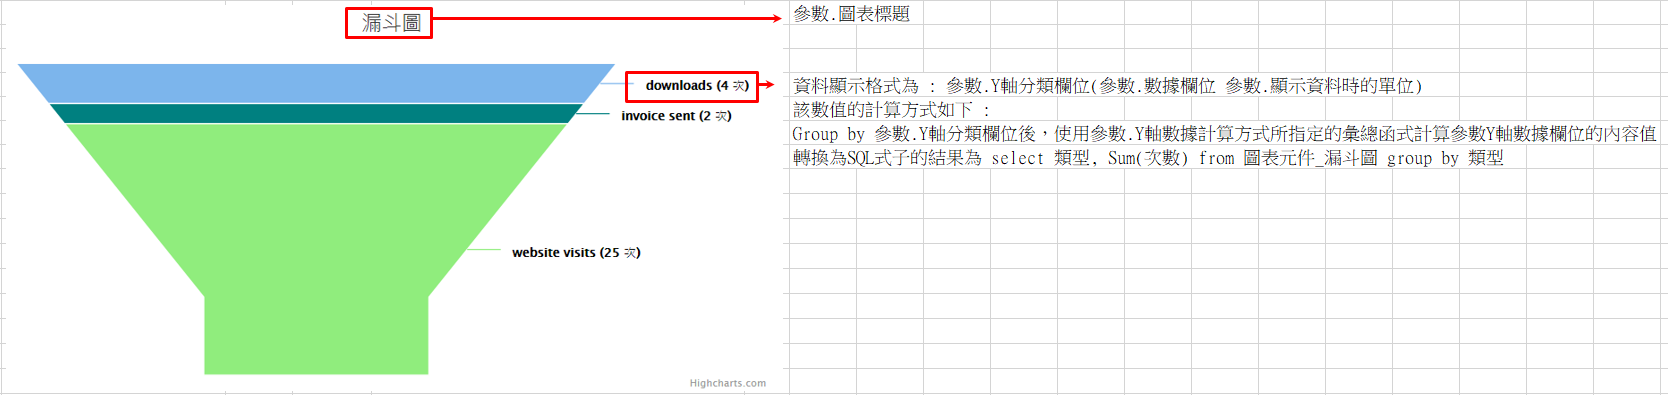 漏斗圖
參數.圖表標題
downloads (4 次)
資料顯示格式為 : 參數.Y軸分類欄位(參數.數據欄位 參數.顯示資料時的單位)
該數值的計算方式如下 :
invoice sent (2 次)
Group by 參數.Y軸分類欄位後，使用參數.Y軸數據計算方式所指定的彙總函式計算參數Y軸數據欄位的內容值
轉換為SQL式子的結果為 select 類型, Sum(次數) from 圖表元件_漏斗圖 group by 類型
website visits (25 次)
Highcharts.com